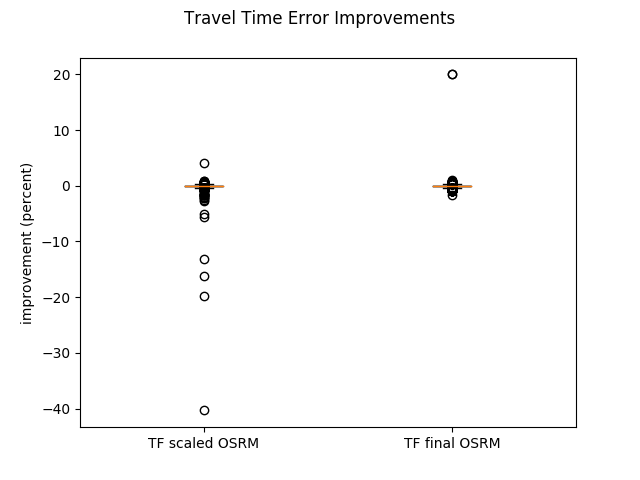 Travel Time Error Improvements
improvement (percent)
20
10
0
−10
−20
−30
−40
TF scaled OSRM
TF final OSRM